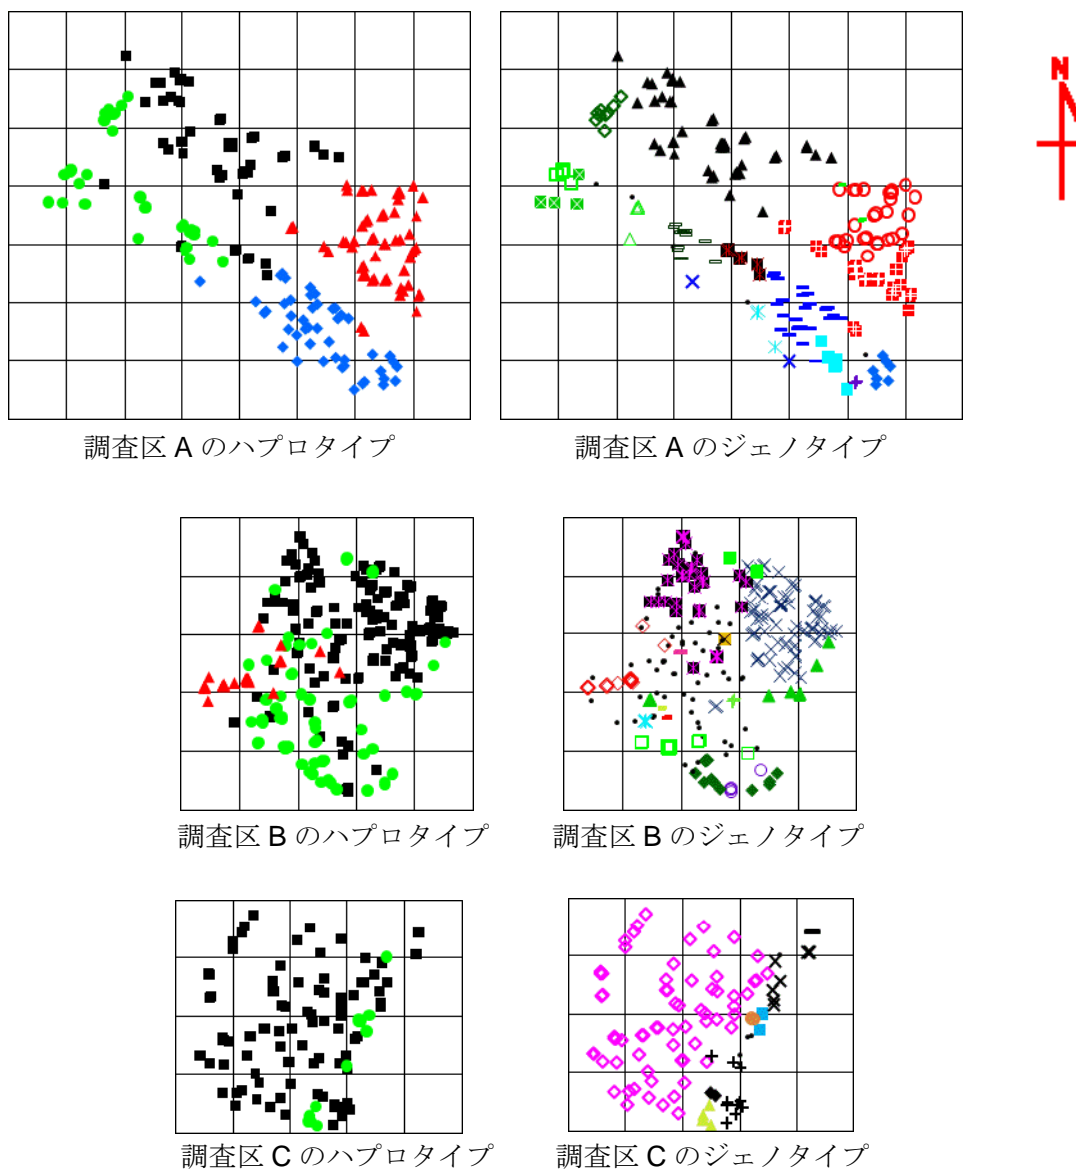 N
調査区 A のハプロタイプ
調査区 A のジェノタイプ
調査区 B のハプロタイプ
調査区 B のジェノタイプ
調査区 C のハプロタイプ
調査区 C のジェノタイプ